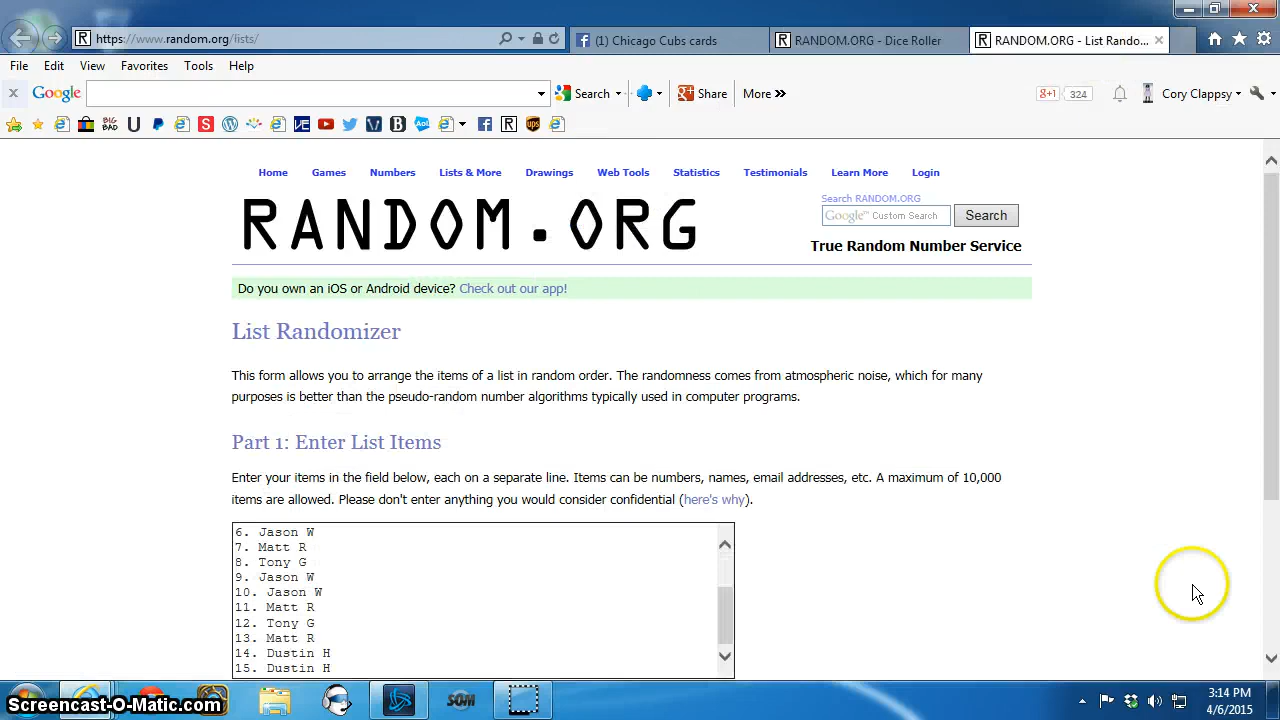 https://www.random.org/lists/
(1) Chicago Cubs cards
RANDOM.ORG - Dice Roller
RANDOM.ORG - List Rando...
File Edit View Favorites Tools Help
Google
Search
Share
More »
g+1
324
Cory Clappsy
BIG BAD
U
S
VE
V
B
Aol.
R
ups
Home Games Numbers Lists & More Drawings Web Tools Statistics Testimonials Learn More Login
RANDOM.ORG
Search RANDOM.ORG
Google™ Custom Search
Search
True Random Number Service
Do you own an iOS or Android device? Check out our app!
List Randomizer
This form allows you to arrange the items of a list in random order. The randomness comes from atmospheric noise, which for many
purposes is better than the pseudo-random number algorithms typically used in computer programs.
Part 1: Enter List Items
Enter your items in the field below, each on a separate line. Items can be numbers, names, email addresses, etc. A maximum of 10,000
items are allowed. Please don't enter anything you would consider confidential (here's why).
6. Jason W
7. Matt R
8. Tony G
9. Jason W
10. Jason W
11. Matt R
12. Tony G
13. Matt R
14. Dustin H
15. Dustin H
Screencast-O-Matic.com
SOM
3:14 PM
4/6/2015